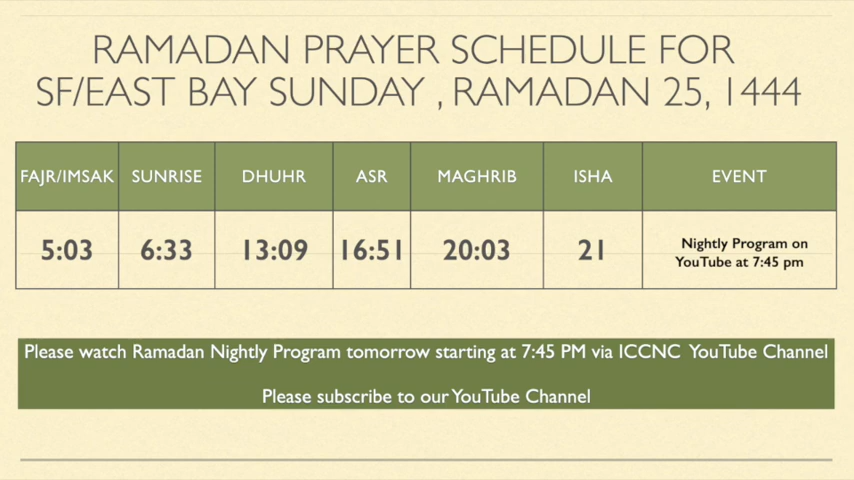 RAMADAN PRAYER SCHEDULE FOR
SF/EAST BAY SUNDAY , RAMADAN 25, 1444
FAJR/IMSAK SUNRISE DHUHR ASR MAGHRIB ISHA EVENT
5:03 6:33 13:09 16:51 20:03 21 Nightly Program on
YouTube at 7:45 pm
Please watch Ramadan Nightly Program tomorrow starting at 7:45 PM via ICCNC YouTube Channel
Please subscribe to our YouTube Channel